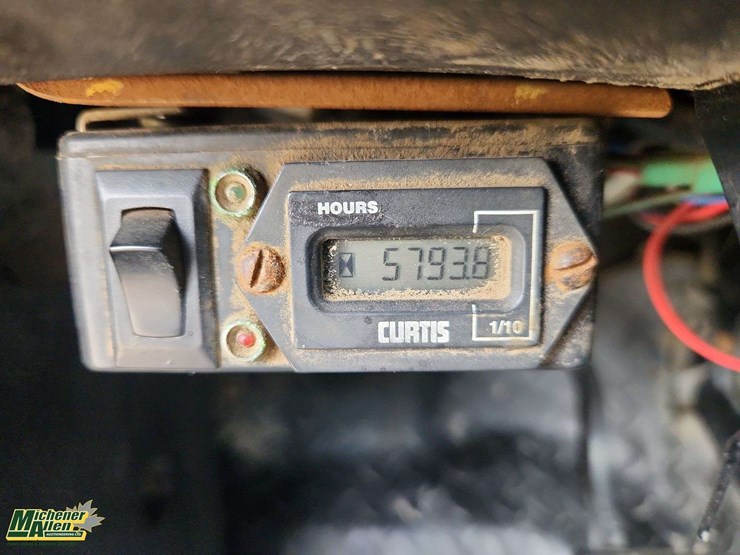 HOURS
5793.8
CURTIS
1/10
Michener
Allen
AUCTIONEERING LTD.